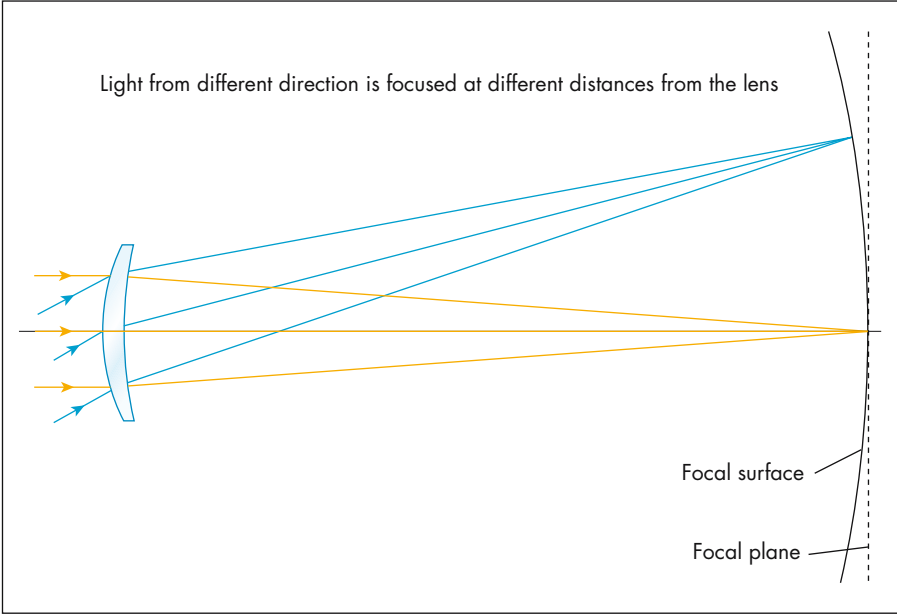 Light from different direction is focused at different distances from the lens
Focal surface
Focal plane